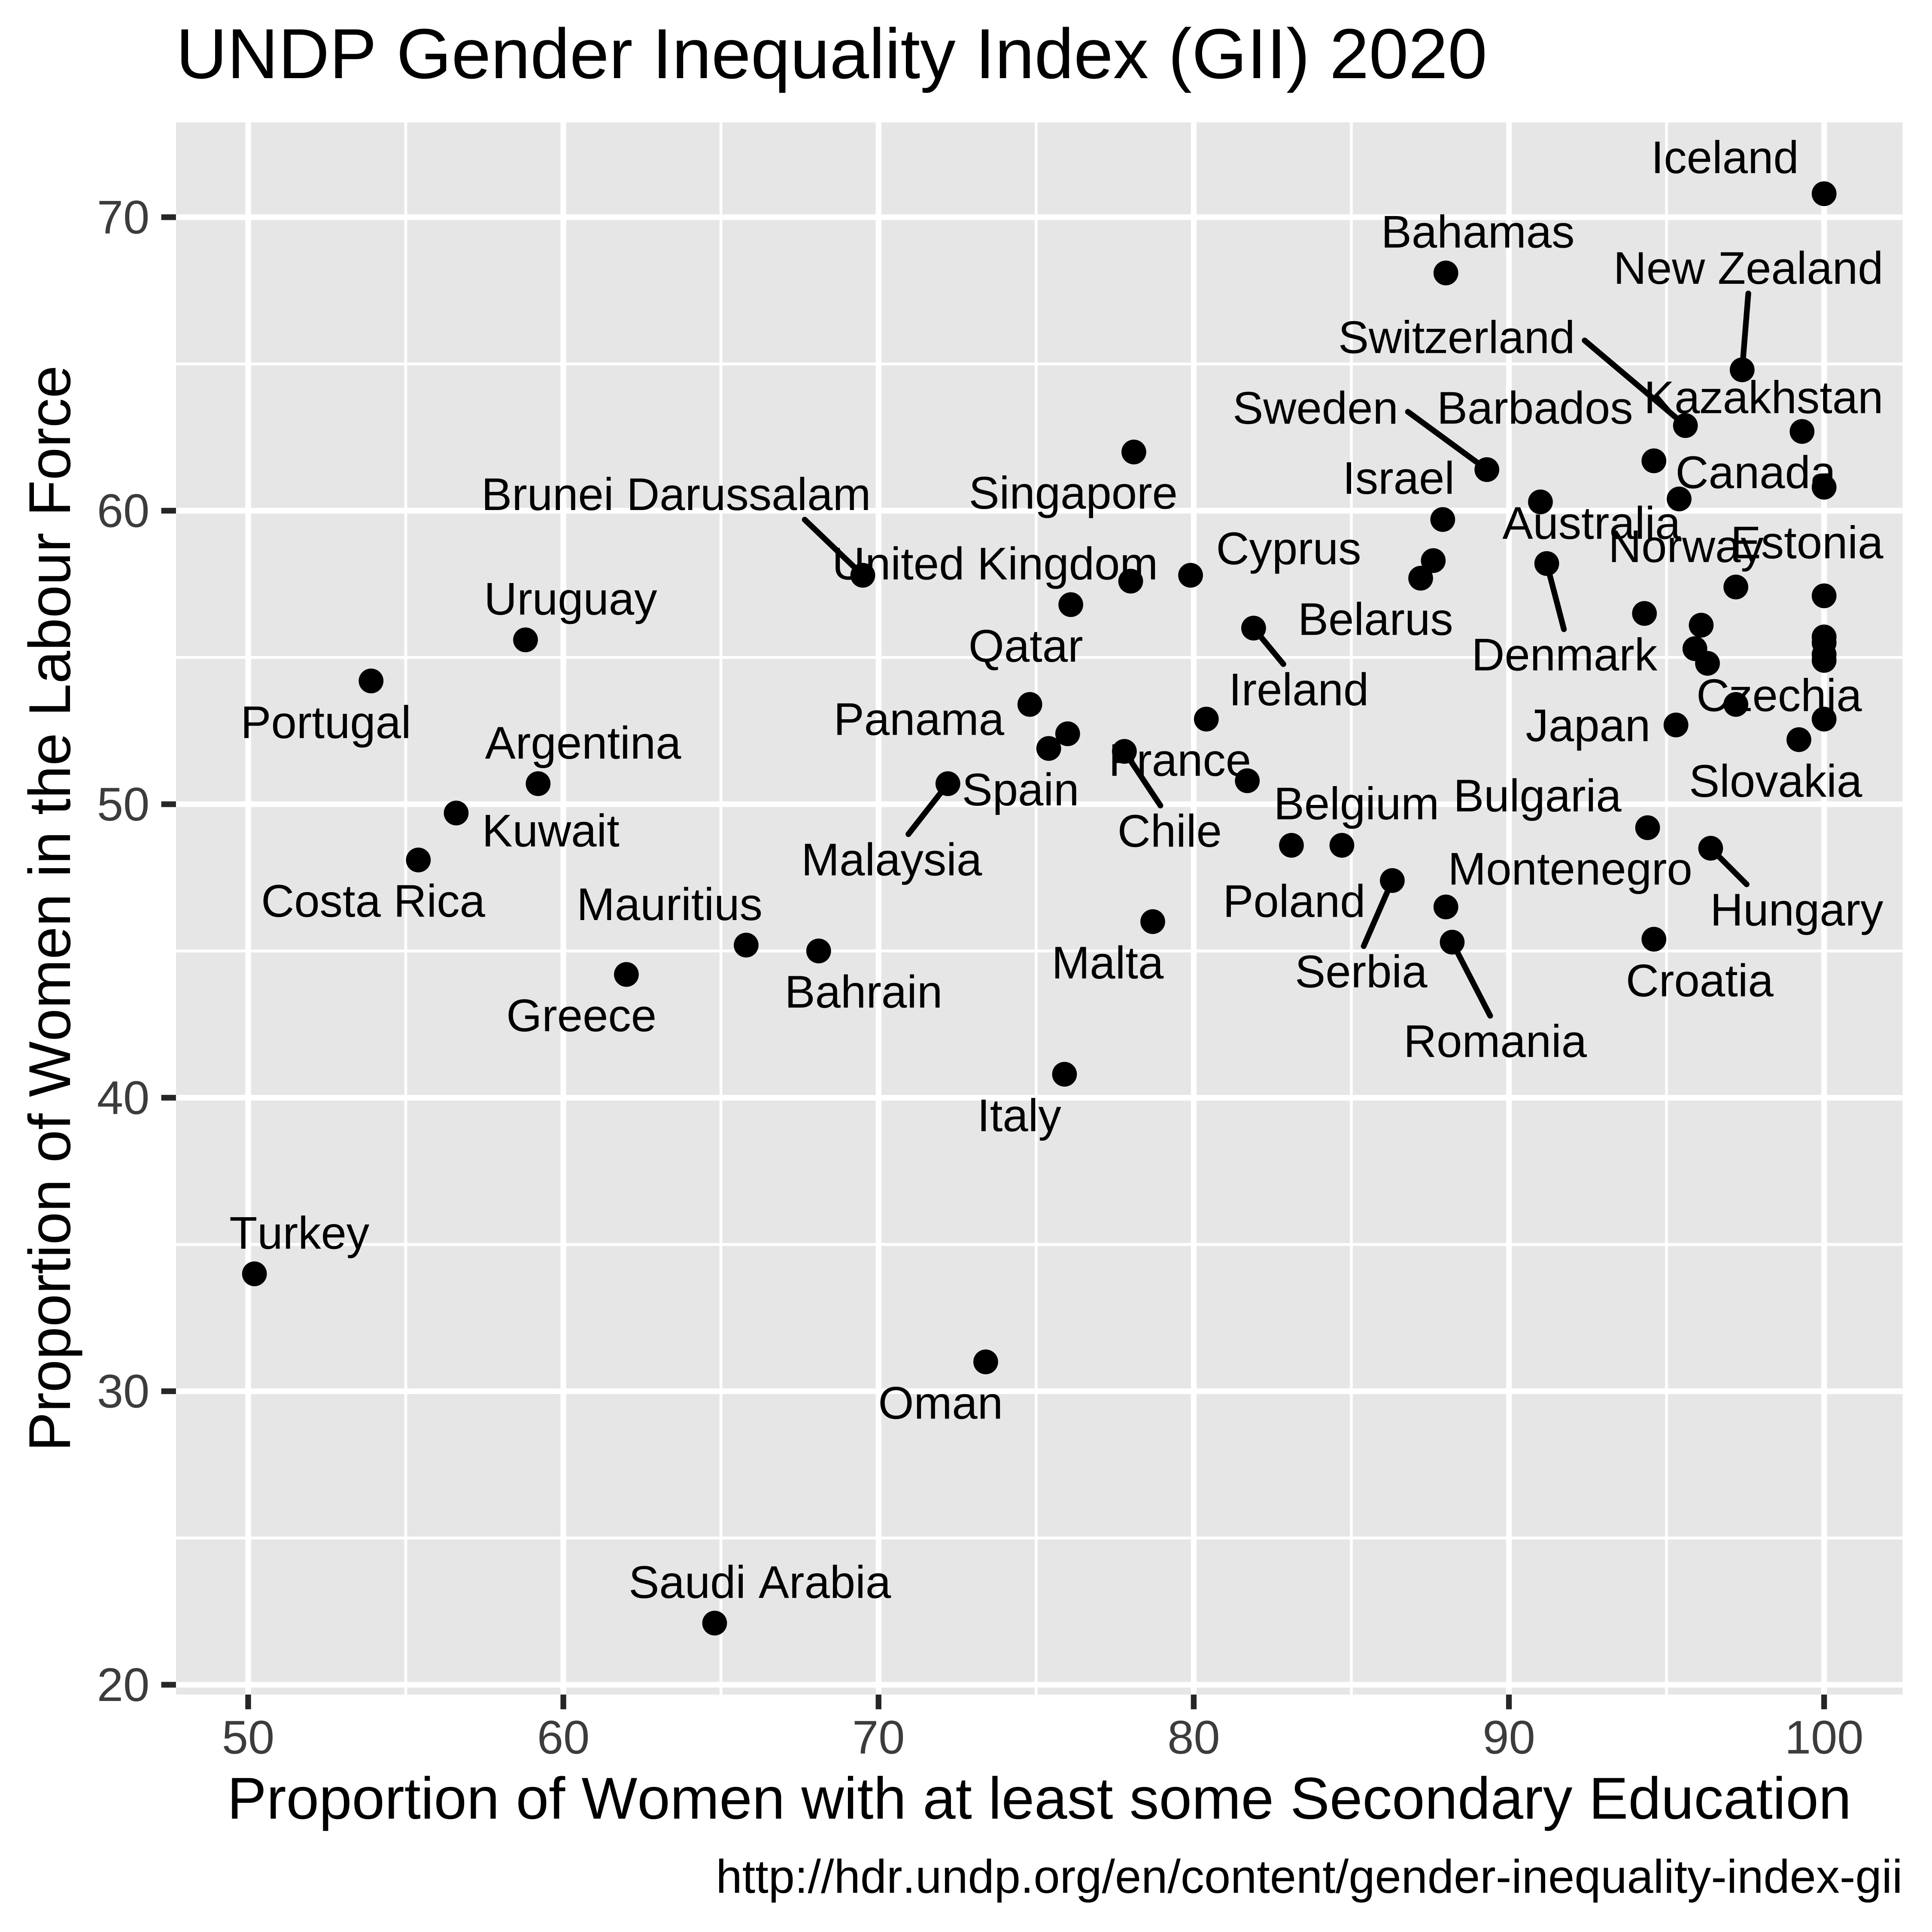 UNDP Gender Inequality Index (GII) 2020
Proportion of Women in the Labour Force
70
60
50
40
30
20
Iceland
Bahamas
New Zealand
Switzerland
Kazakhstan
Sweden
Barbados
Canada
Israel
Brunei Darussalam
Singapore
Australia
Norway
Estonia
Cyprus
United Kingdom
Uruguay
Belarus
Qatar
Denmark
Ireland
Czechia
Portugal
Panama
Japan
Argentina
France
Spain
Slovakia
Bulgaria
Belgium
Kuwait
Chile
Malaysia
Montenegro
Costa Rica
Mauritius
Poland
Hungary
Malta
Serbia
Croatia
Bahrain
Greece
Romania
Italy
Turkey
Oman
Saudi Arabia
50 60 70 80 90 100
Proportion of Women with at least some Secondary Education
http://hdr.undp.org/en/content/gender-inequality-index-gii